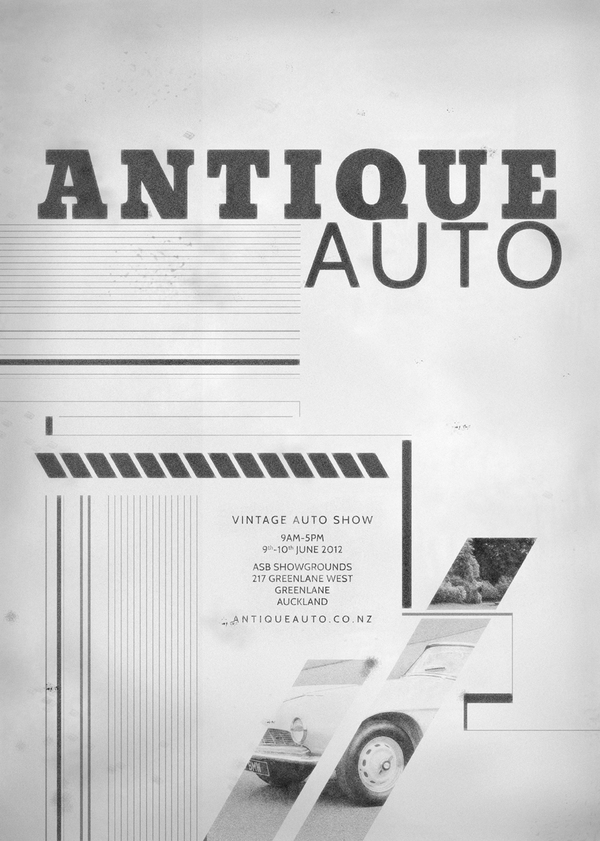 ANTIQUE
AUTO
VINTAGE AUTO SHOW
9AM-5PM
9th-10th JUNE 2012
ASB SHOWGROUNDS
217 GREENLANE WEST
GREENLANE
AUCKLAND
ANTIQUEAUTO.CO.NZ